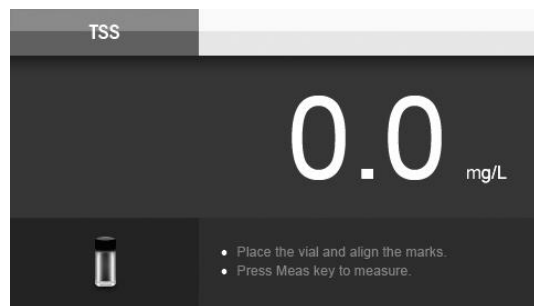 TSS
0.0 mg/L
Place the vial and align the marks.
Press Meas key to measure.